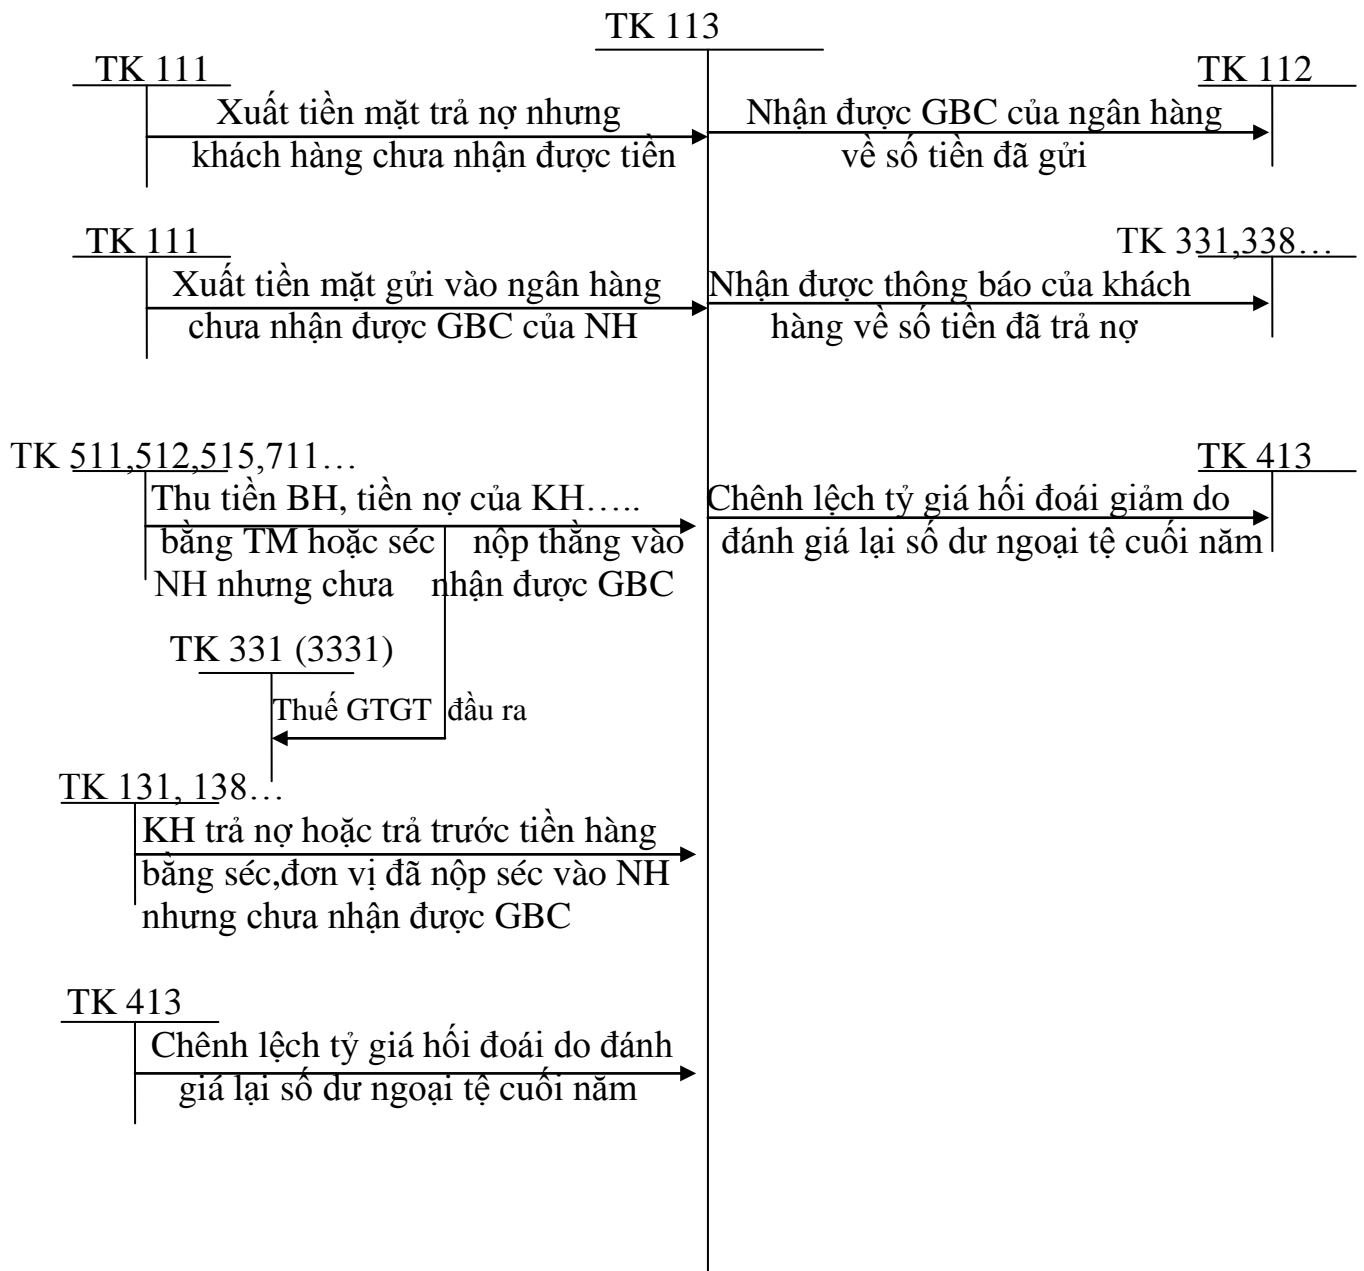 TK 113
TK 111
TK 112
Xuất tiền mặt trả nợ nhưng
khách hàng chưa nhận được tiền
Nhận được GBC của ngân hàng
về số tiền đã gửi
TK 111
TK 331,338…
Xuất tiền mặt gửi vào ngân hàng
chưa nhận được GBC của NH
Nhận được thông báo của khách
hàng về số tiền đã trả nợ
TK 511,512,515,711…
TK 413
Thu tiền BH, tiền nợ của KH…..
bằng TM hoặc séc nộp thằng vào
NH nhưng chưa nhận được GBC
Chênh lệch tỷ giá hối đoái giảm do
đánh giá lại số dư ngoại tệ cuối năm
TK 331 (3331)
Thuế GTGT đầu ra
TK 131, 138…
KH trả nợ hoặc trả trước tiền hàng
bằng séc,đơn vị đã nộp séc vào NH
nhưng chưa nhận được GBC
TK 413
Chênh lệch tỷ giá hối đoái do đánh
giá lại số dư ngoại tệ cuối năm